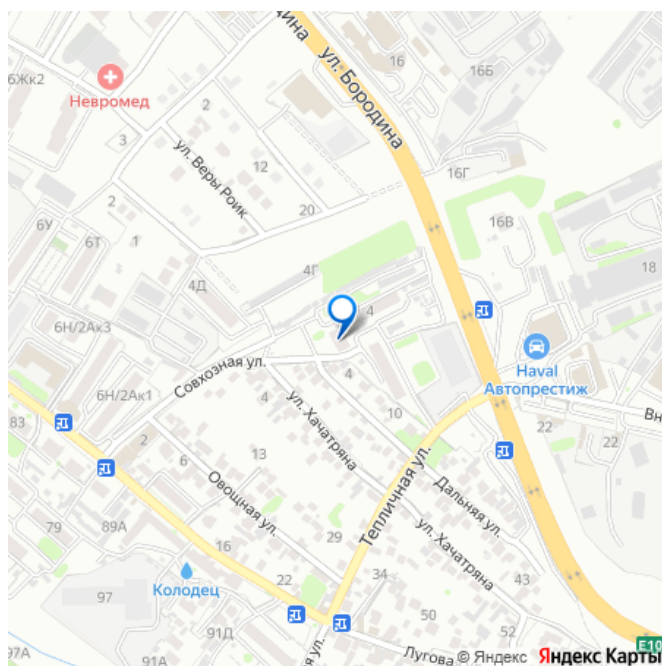 дина
ул. Бородина
16
16Б
6Жк2
Невромед
2
3
ул. Веры Роик
12
20
16Г
16В
6У
6Т
1
4Д
4Г
18
4
6Н/2Ак3
Haval
Автопрестиж
Совхозная ул.
4
6Н/2Ак1
4
10
Вн
22
22
83
2
6
ул. Хачатряна
13
Тепличная ул.
Дальняя ул.
79
89А
Овощная ул.
29
16
ул. Хачатряна
43
Колодец
22
34
97
50
52
91Д
91А
97А
ул.
Лугова
© Яндекс
Яндекс Карты
E10